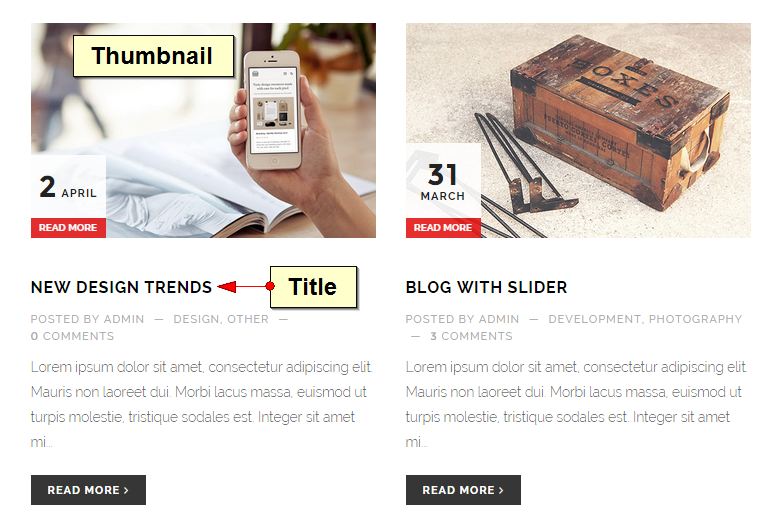 Thumbnail
2 APRIL
READ MORE
NEW DESIGN TRENDS
Title
POSTED BY ADMIN — DESIGN, OTHER —
0 COMMENTS
Lorem ipsum dolor sit amet, consectetur adipiscing elit.
Mauris non laoreet dui. Morbi lacus massa, euismod ut
turpis molestie, tristique sodales est. Integer sit amet
mi...
READ MORE >
BOXES
31
MARCH
READ MORE
BLOG WITH SLIDER
POSTED BY ADMIN — DEVELOPMENT, PHOTOGRAPHY
— 3 COMMENTS
Lorem ipsum dolor sit amet, consectetur adipiscing elit.
Mauris non laoreet dui. Morbi lacus massa, euismod ut
turpis molestie, tristique sodales est. Integer sit amet
mi...
READ MORE >